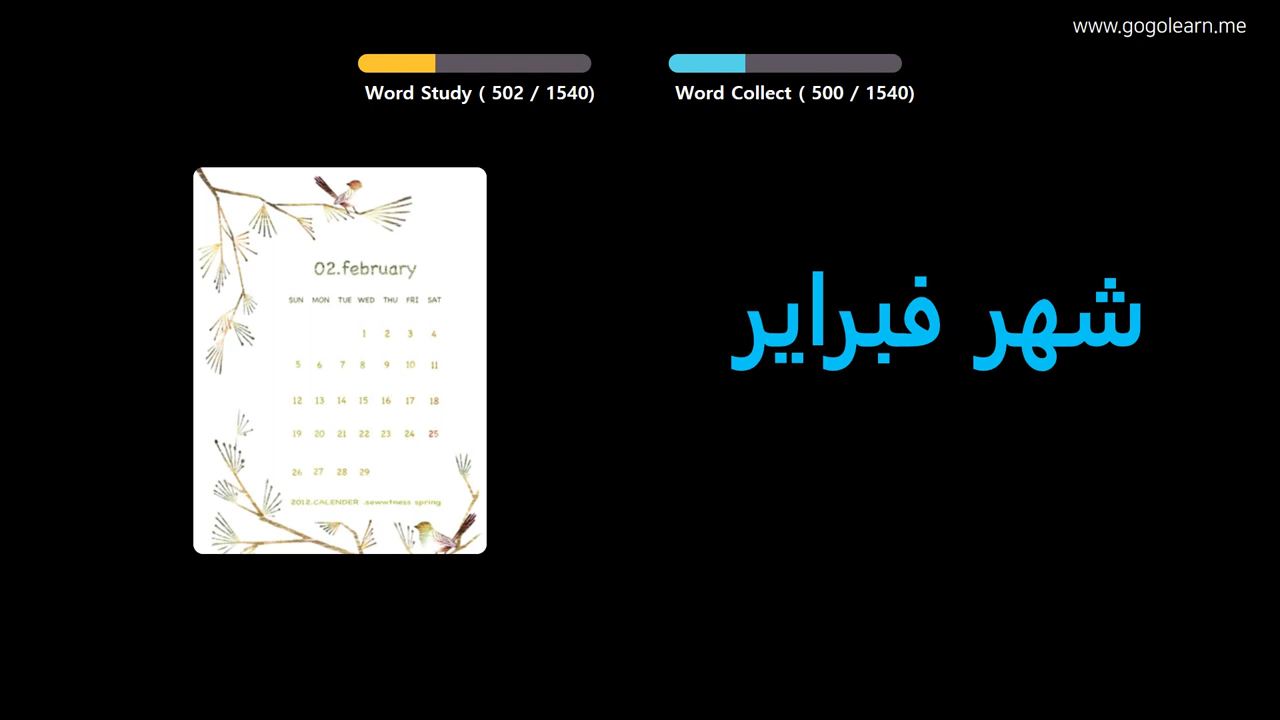 www.gogolearn.me
Word Study ( 502 / 1540)
Word Collect ( 500 / 1540)
02.february
SUN MON TUE WED THU FRI SAT
1 2 3 4
5 6 7 8 9 10 11
12 13 14 15 16 17 18
19 20 21 22 23 24 25
26 27 28 29
2012.CALENDER .sewwtness spring
شهر فبراير